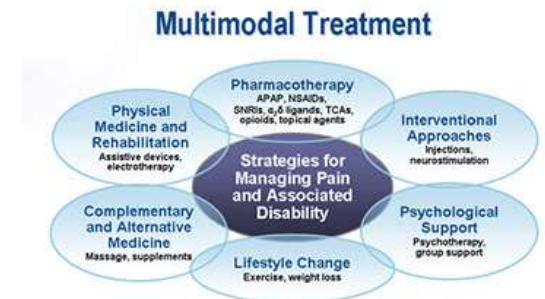 Multimodal Treatment
Pharmacotherapy
APAP, NSAIDs,
SNRIs, α₂δ ligands, TCAs,
opioids, topical agents
Physical
Medicine and
Rehabilitation
Assistive devices,
electrotherapy
Interventional
Approaches
Injections,
neurostimulation
Strategies for
Managing Pain
and Associated
Disability
Complementary
and Alternative
Medicine
Massage, supplements
Psychological
Support
Psychotherapy,
group support
Lifestyle Change
Exercise, weight loss